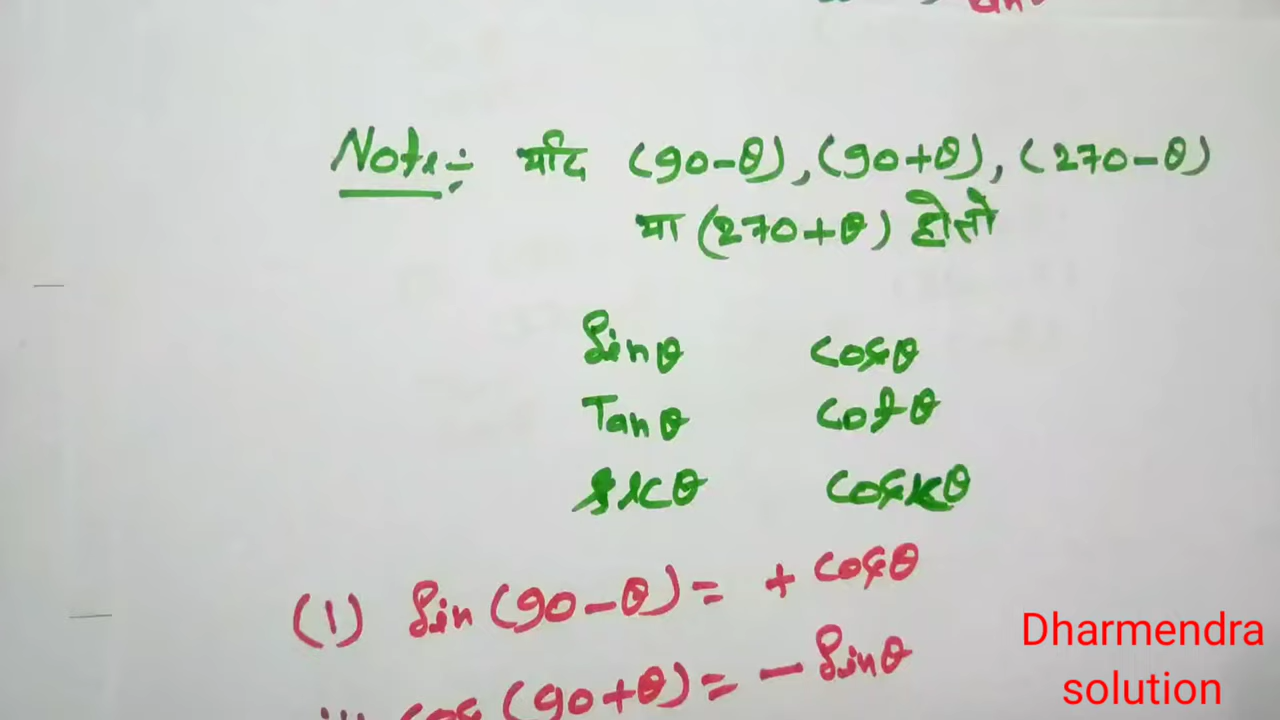 Note:- यदि (90-θ), (90+θ), (270-θ)
या (270+θ) हो तो
Sinθ cosθ
Tanθ cotθ
secθ cosecθ
(1) Sin (90-θ) = + cosθ
cos (90+θ) = - Sinθ
Dharmendra
solution